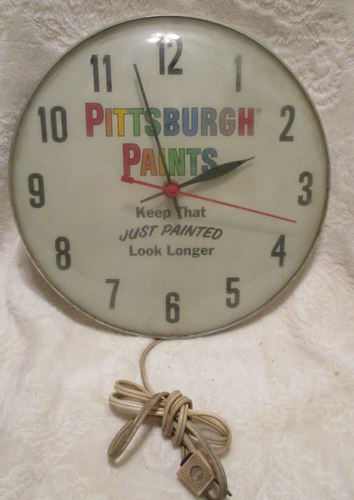 12
11
1
PITTSBURGH®
10
2
PAINTS
9
3
Keep That
JUST PAINTED
Look Longer
8
4
7
5
6